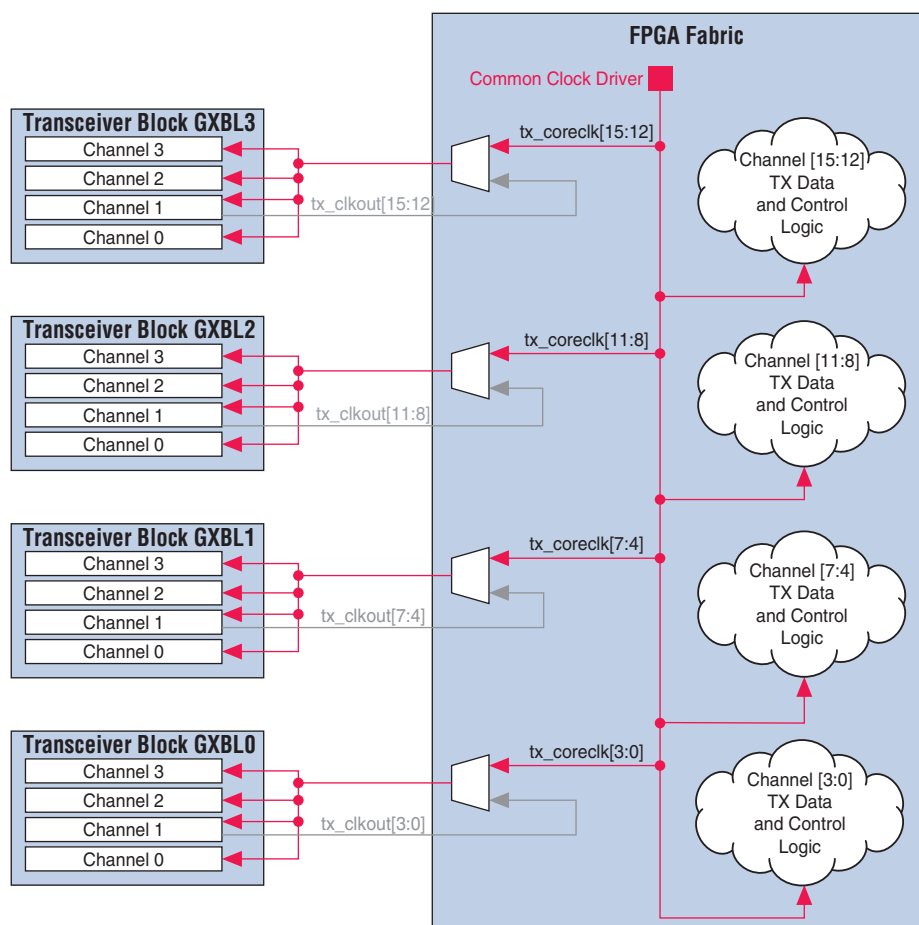 FPGA Fabric
Common Clock Driver
Transceiver Block GXBL3
Channel 3
Channel 2
Channel 1
Channel 0
tx_coreclk[15:12]
tx_clkout[15:12]
Channel [15:12]
TX Data
and Control
Logic
Transceiver Block GXBL2
Channel 3
Channel 2
Channel 1
Channel 0
tx_coreclk[11:8]
tx_clkout[11:8]
Channel [11:8]
TX Data
and Control
Logic
Transceiver Block GXBL1
Channel 3
Channel 2
Channel 1
Channel 0
tx_coreclk[7:4]
tx_clkout[7:4]
Channel [7:4]
TX Data
and Control
Logic
Transceiver Block GXBL0
Channel 3
Channel 2
Channel 1
Channel 0
tx_coreclk[3:0]
tx_clkout[3:0]
Channel [3:0]
TX Data
and Control
Logic